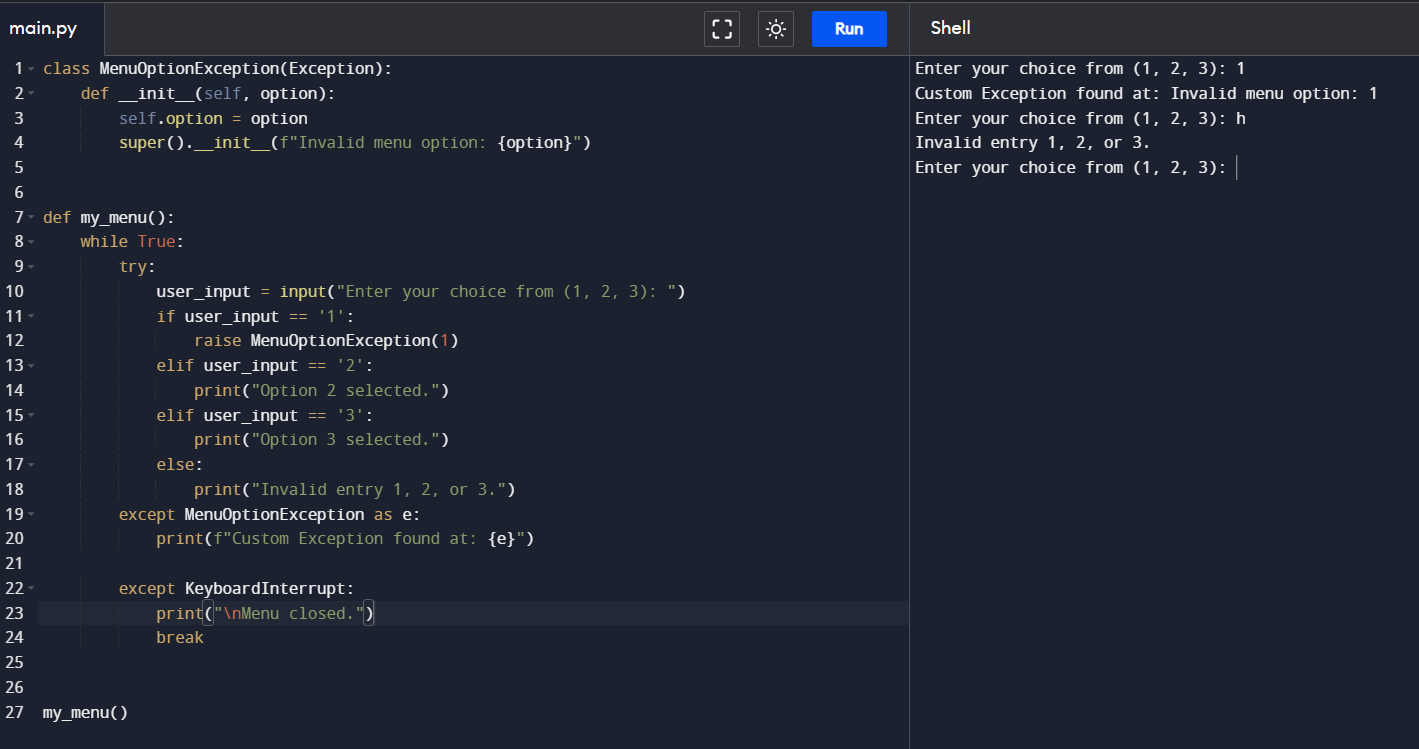 main.py
Run
Shell
1 class MenuOptionException(Exception):
2     def __init__(self, option):
3         self.option = option
4         super().__init__(f"Invalid menu option: {option}")
5
6
7 def my_menu():
8     while True:
9         try:
10             user_input = input("Enter your choice from (1, 2, 3): ")
11             if user_input == '1':
12                 raise MenuOptionException(1)
13             elif user_input == '2':
14                 print("Option 2 selected.")
15             elif user_input == '3':
16                 print("Option 3 selected.")
17             else:
18                 print("Invalid entry 1, 2, or 3.")
19         except MenuOptionException as e:
20             print(f"Custom Exception found at: {e}")
21
22         except KeyboardInterrupt:
23             print("\nMenu closed.")
24             break
25
26
27 my_menu()
Enter your choice from (1, 2, 3): 1
Custom Exception found at: Invalid menu option: 1
Enter your choice from (1, 2, 3): h
Invalid entry 1, 2, or 3.
Enter your choice from (1, 2, 3):